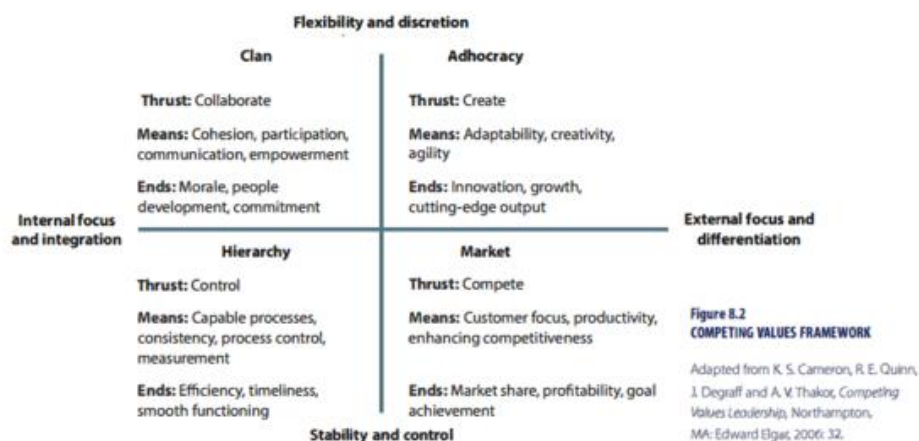 Flexibility and discretion
Clan
Thrust: Collaborate
Means: Cohesion, participation,
communication, empowerment
Ends: Morale, people
development, commitment
Adhocracy
Thrust: Create
Means: Adaptability, creativity,
agility
Ends: Innovation, growth,
cutting-edge output
Internal focus
and integration
External focus and
differentiation
Hierarchy
Thrust: Control
Means: Capable processes,
consistency, process control,
measurement
Ends: Efficiency, timeliness,
smooth functioning
Market
Thrust: Compete
Means: Customer focus, productivity,
enhancing competitiveness
Ends: Market share, profitability, goal
achievement
Stability and control
Figure 8.2
COMPETING VALUES FRAMEWORK
Adapted from K. S. Cameron, R. E. Quinn,
J. Degraff and A. V. Thakor, Competing
Values Leadership, Northampton,
MA: Edward Elgar, 2006: 32.